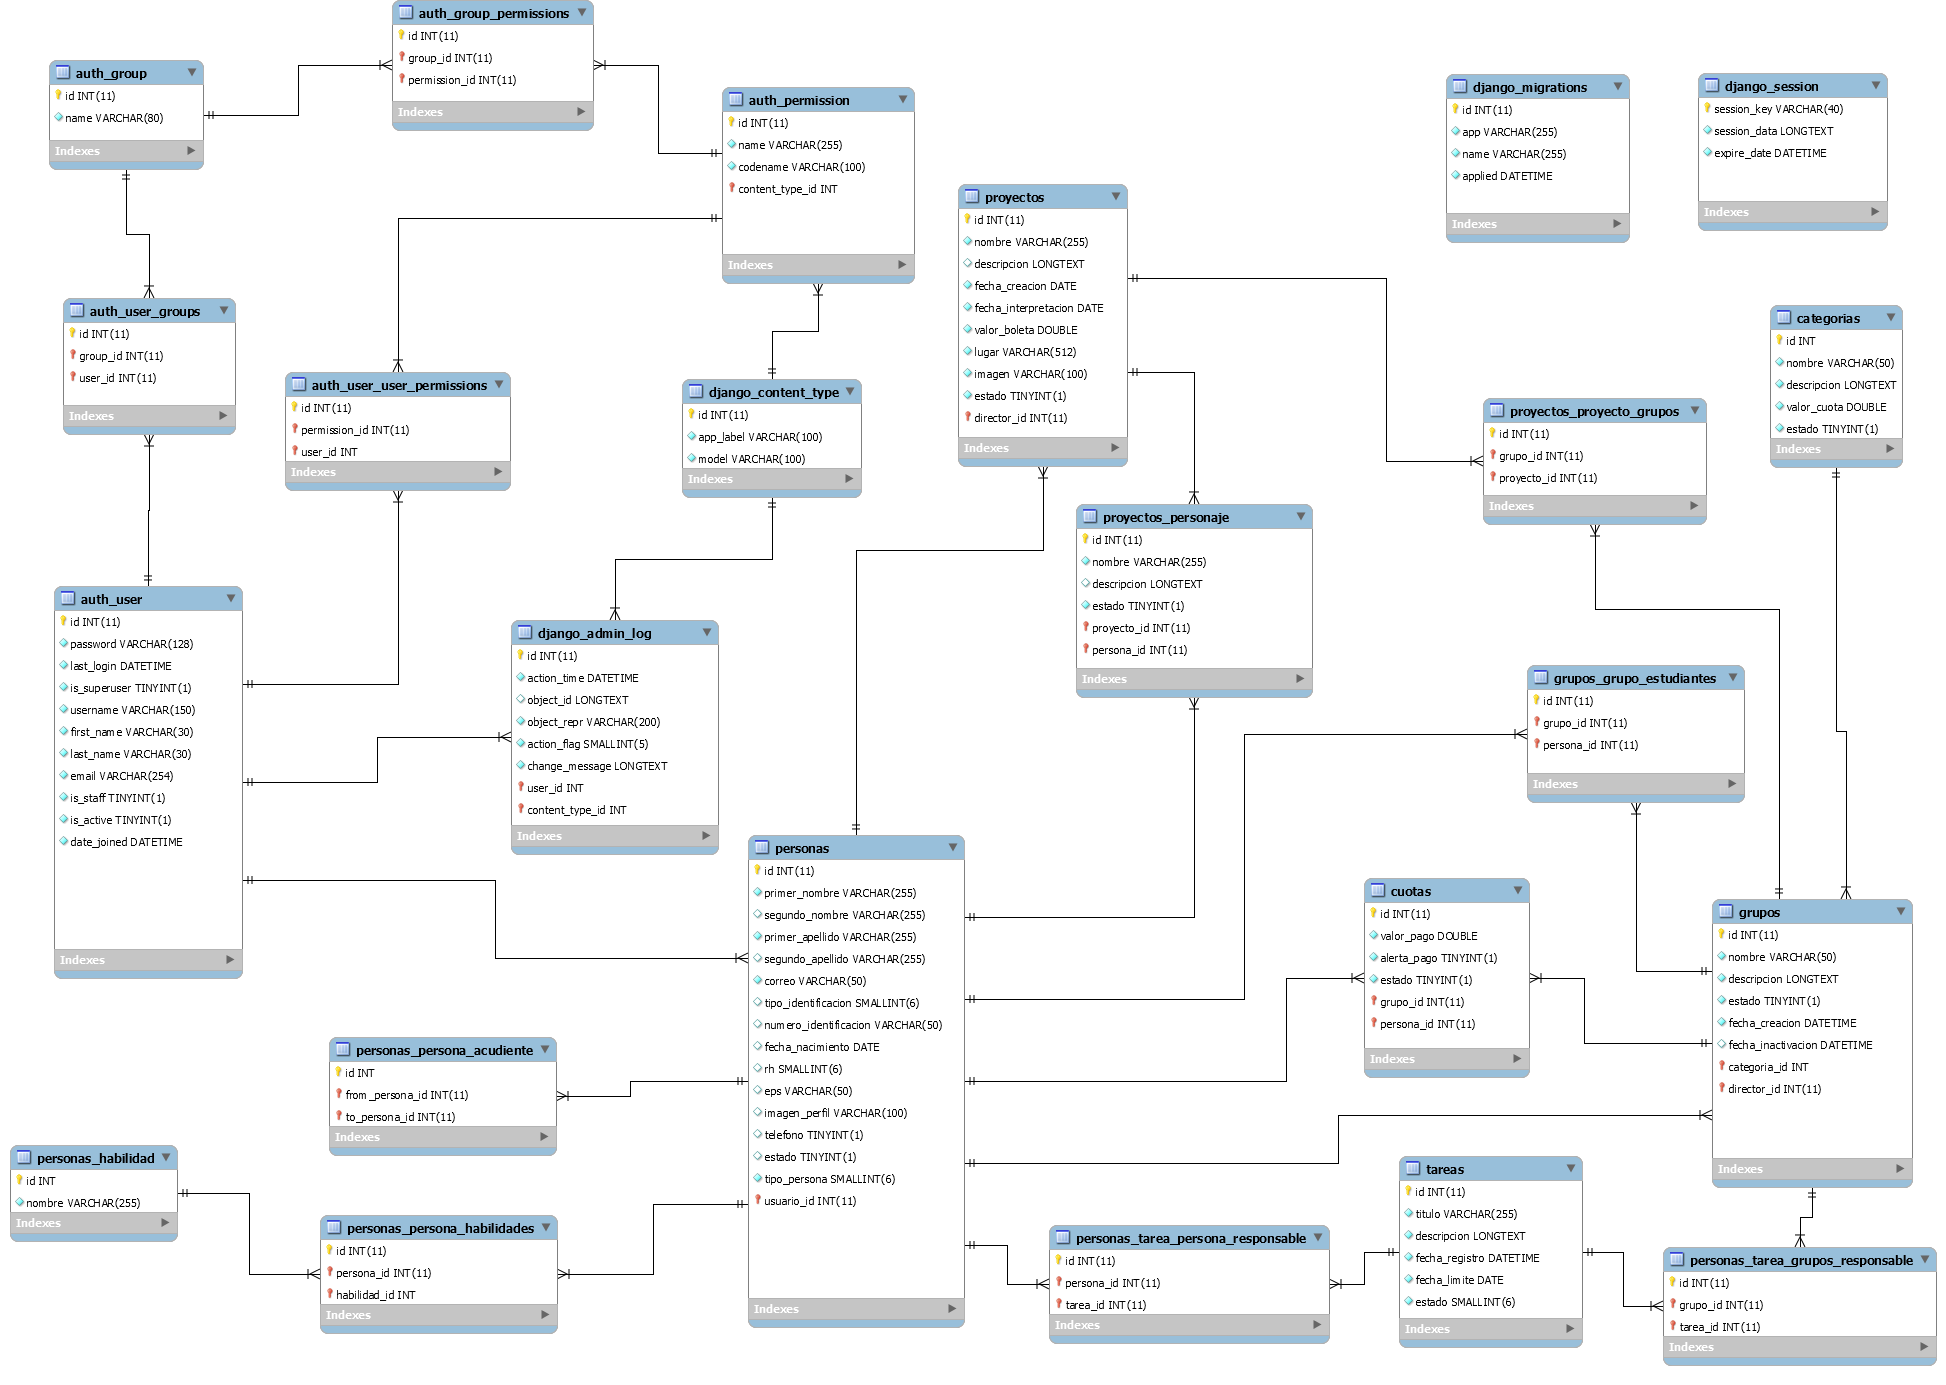 auth_group_permissions
id INT(11)
group_id INT(11)
permission_id INT(11)
Indexes
auth_group
id INT(11)
name VARCHAR(80)
Indexes
auth_permission
id INT(11)
name VARCHAR(255)
codename VARCHAR(100)
content_type_id INT
Indexes
django_migrations
id INT(11)
app VARCHAR(255)
name VARCHAR(255)
applied DATETIME
Indexes
django_session
session_key VARCHAR(40)
session_data LONGTEXT
expire_date DATETIME
Indexes
proyectos
id INT(11)
nombre VARCHAR(255)
descripcion LONGTEXT
fecha_creacion DATE
fecha_interpretacion DATE
valor_boleta DOUBLE
lugar VARCHAR(512)
imagen VARCHAR(100)
estado TINYINT(1)
director_id INT(11)
Indexes
auth_user_groups
id INT(11)
group_id INT(11)
user_id INT(11)
Indexes
categorias
id INT
nombre VARCHAR(50)
descripcion LONGTEXT
valor_cuota DOUBLE
estado TINYINT(1)
Indexes
auth_user_user_permissions
id INT(11)
permission_id INT(11)
user_id INT
Indexes
django_content_type
id INT(11)
app_label VARCHAR(100)
model VARCHAR(100)
Indexes
proyectos_proyecto_grupos
id INT(11)
grupo_id INT(11)
proyecto_id INT(11)
Indexes
proyectos_personaje
id INT(11)
nombre VARCHAR(255)
descripcion LONGTEXT
estado TINYINT(1)
proyecto_id INT(11)
persona_id INT(11)
Indexes
auth_user
id INT(11)
password VARCHAR(128)
last_login DATETIME
is_superuser TINYINT(1)
username VARCHAR(150)
first_name VARCHAR(30)
last_name VARCHAR(30)
email VARCHAR(254)
is_staff TINYINT(1)
is_active TINYINT(1)
date_joined DATETIME
Indexes
django_admin_log
id INT(11)
action_time DATETIME
object_id LONGTEXT
object_repr VARCHAR(200)
action_flag SMALLINT(5)
change_message LONGTEXT
user_id INT
content_type_id INT
Indexes
grupos_grupo_estudiantes
id INT(11)
grupo_id INT(11)
persona_id INT(11)
Indexes
personas
id INT(11)
primer_nombre VARCHAR(255)
segundo_nombre VARCHAR(255)
primer_apellido VARCHAR(255)
segundo_apellido VARCHAR(255)
correo VARCHAR(50)
tipo_identificacion SMALLINT(6)
numero_identificacion VARCHAR(50)
fecha_nacimiento DATE
rh SMALLINT(6)
eps VARCHAR(50)
imagen_perfil VARCHAR(100)
telefono TINYINT(1)
estado TINYINT(1)
tipo_persona SMALLINT(6)
usuario_id INT(11)
Indexes
cuotas
id INT(11)
valor_pago DOUBLE
alerta_pago TINYINT(1)
estado TINYINT(1)
grupo_id INT(11)
persona_id INT(11)
Indexes
grupos
id INT(11)
nombre VARCHAR(50)
descripcion LONGTEXT
estado TINYINT(1)
fecha_creacion DATETIME
fecha_inactivacion DATETIME
categoria_id INT
director_id INT(11)
Indexes
personas_persona_acudiente
id INT
from_persona_id INT(11)
to_persona_id INT(11)
Indexes
personas_habilidad
id INT
nombre VARCHAR(255)
Indexes
personas_persona_habilidades
id INT(11)
persona_id INT(11)
habilidad_id INT
Indexes
personas_tarea_persona_responsable
id INT(11)
persona_id INT(11)
tarea_id INT(11)
Indexes
tareas
id INT(11)
titulo VARCHAR(255)
descripcion LONGTEXT
fecha_registro DATETIME
fecha_limite DATE
estado SMALLINT(6)
Indexes
personas_tarea_grupos_responsable
id INT(11)
grupo_id INT(11)
tarea_id INT(11)
Indexes